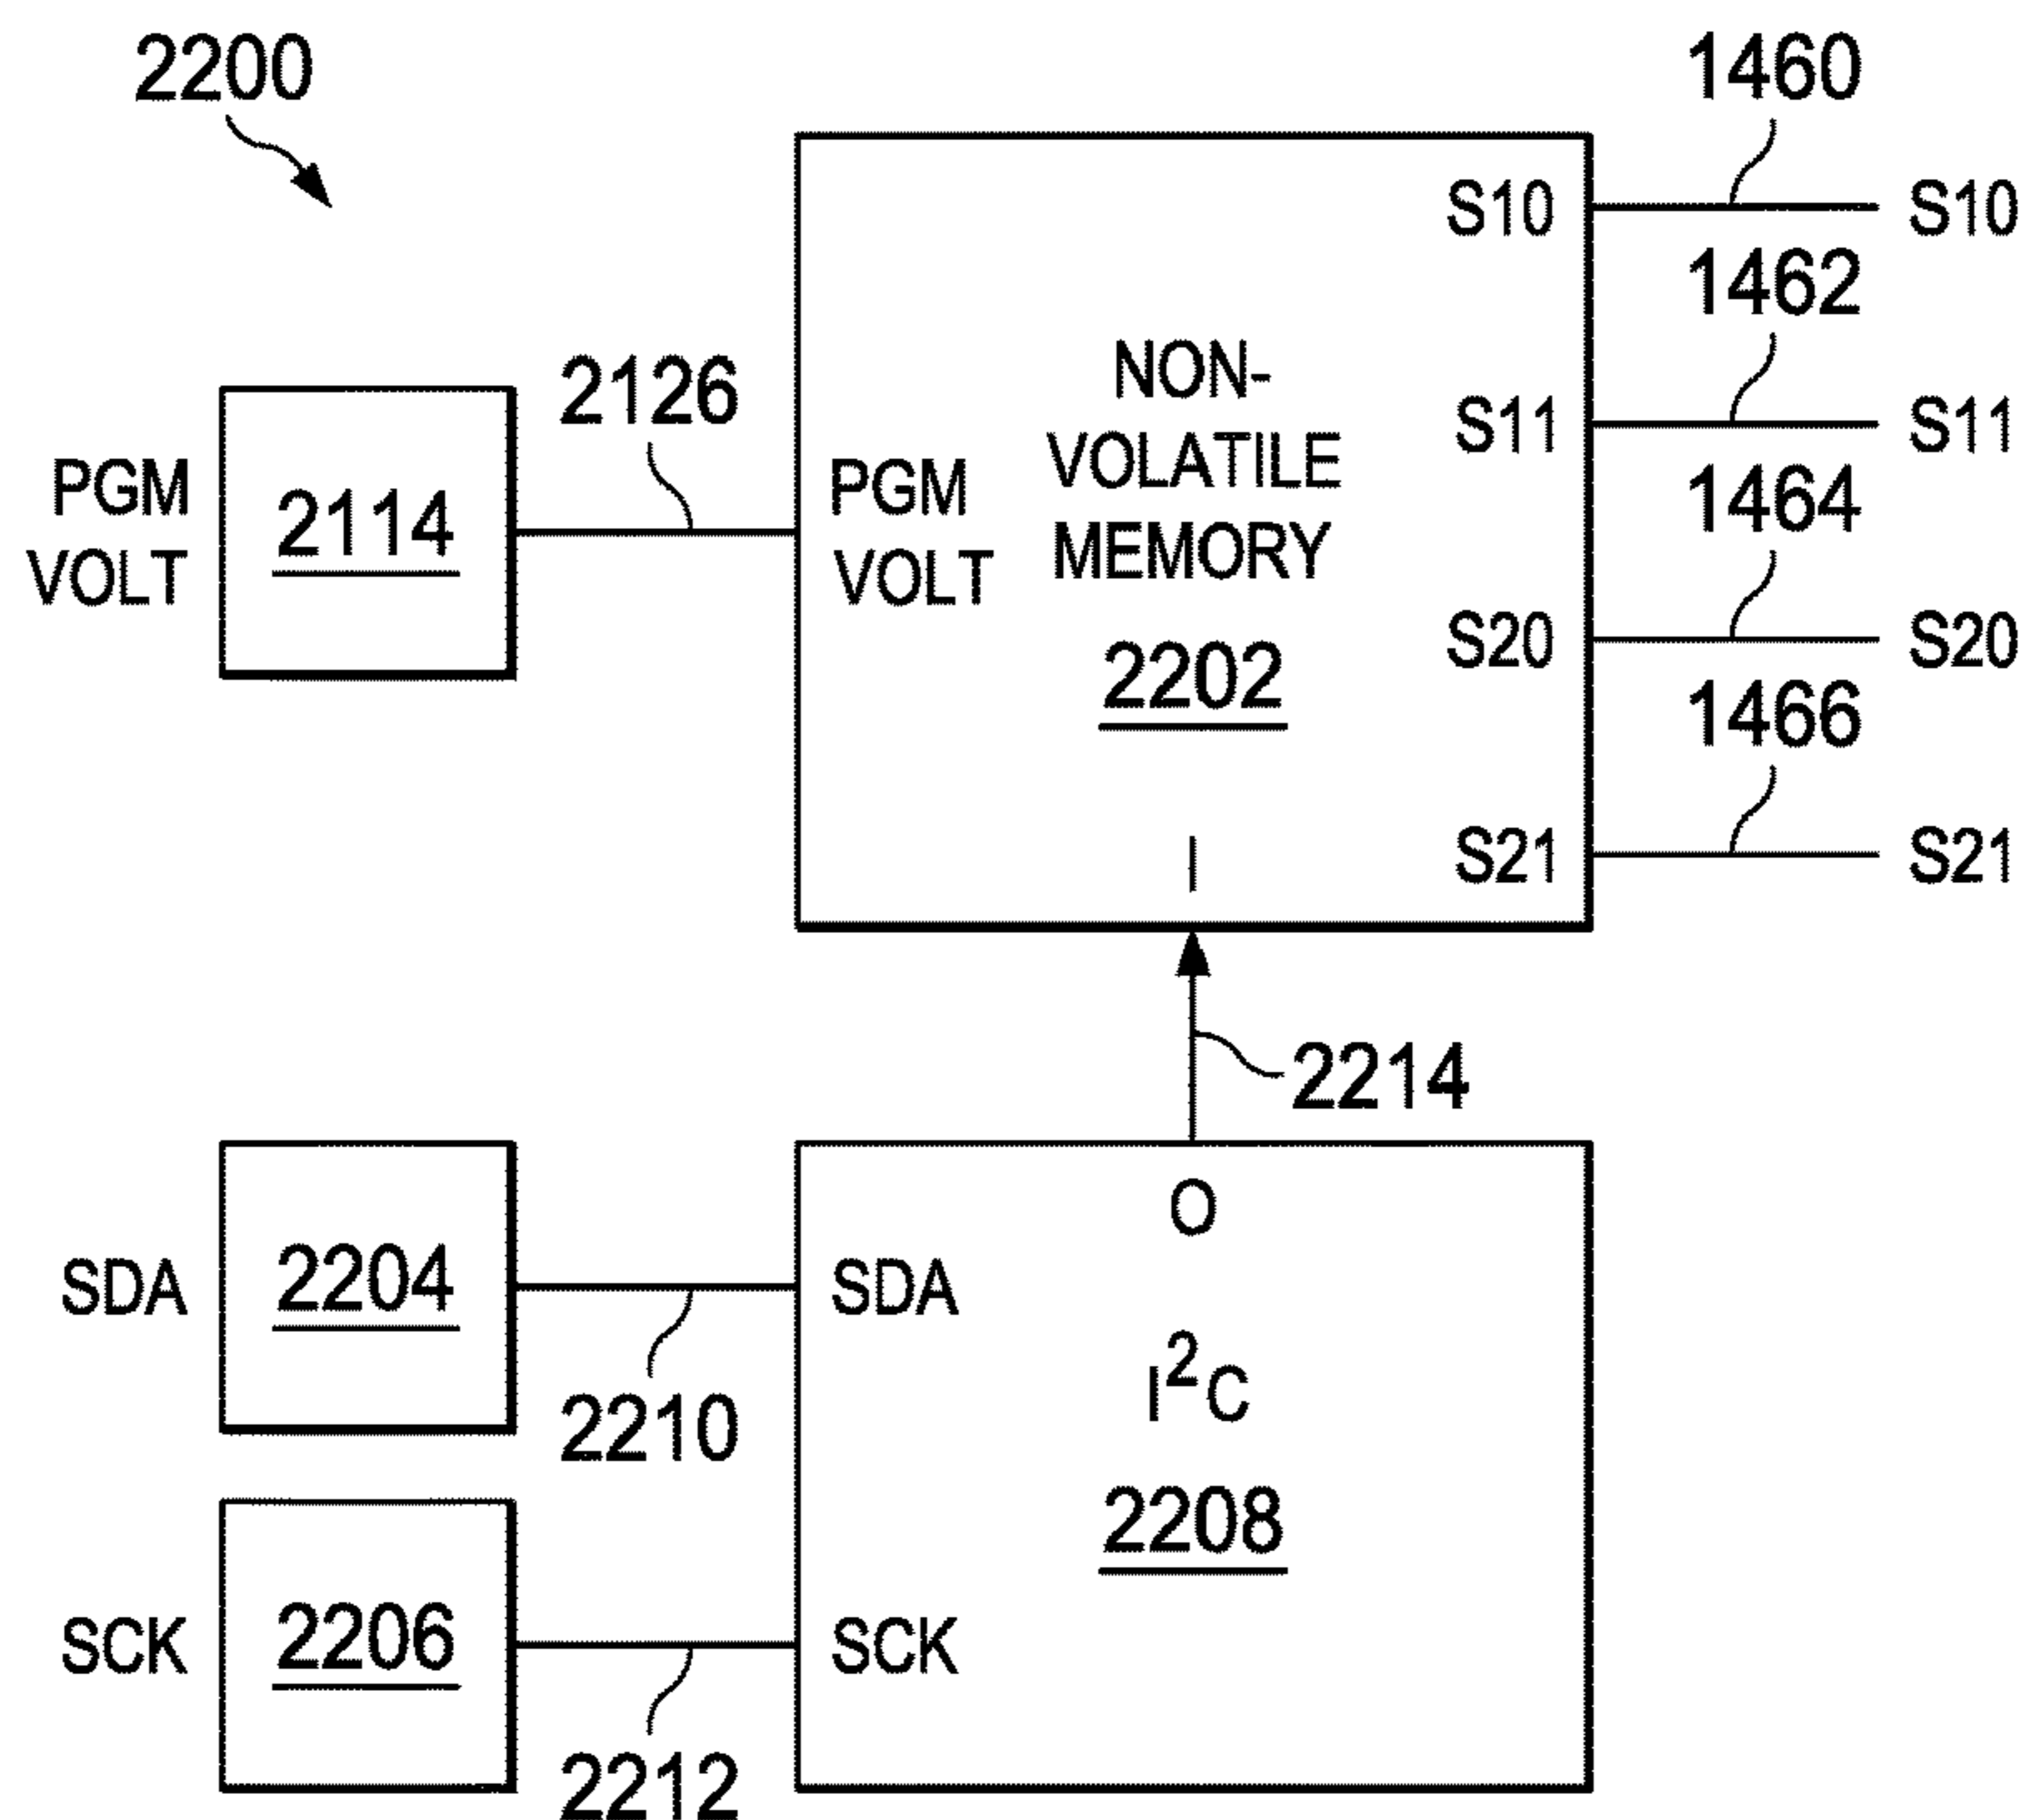 2200
1460
S10
S10
1462
NON-
VOLATILE
MEMORY
2202
2126
S11
S11
PGM
VOLT
2114
PGM
VOLT
1464
S20
S20
1466
I
S21
S21
2214
O
SDA
2204
SDA
2210
I²C
2208
SCK
2206
SCK
2212